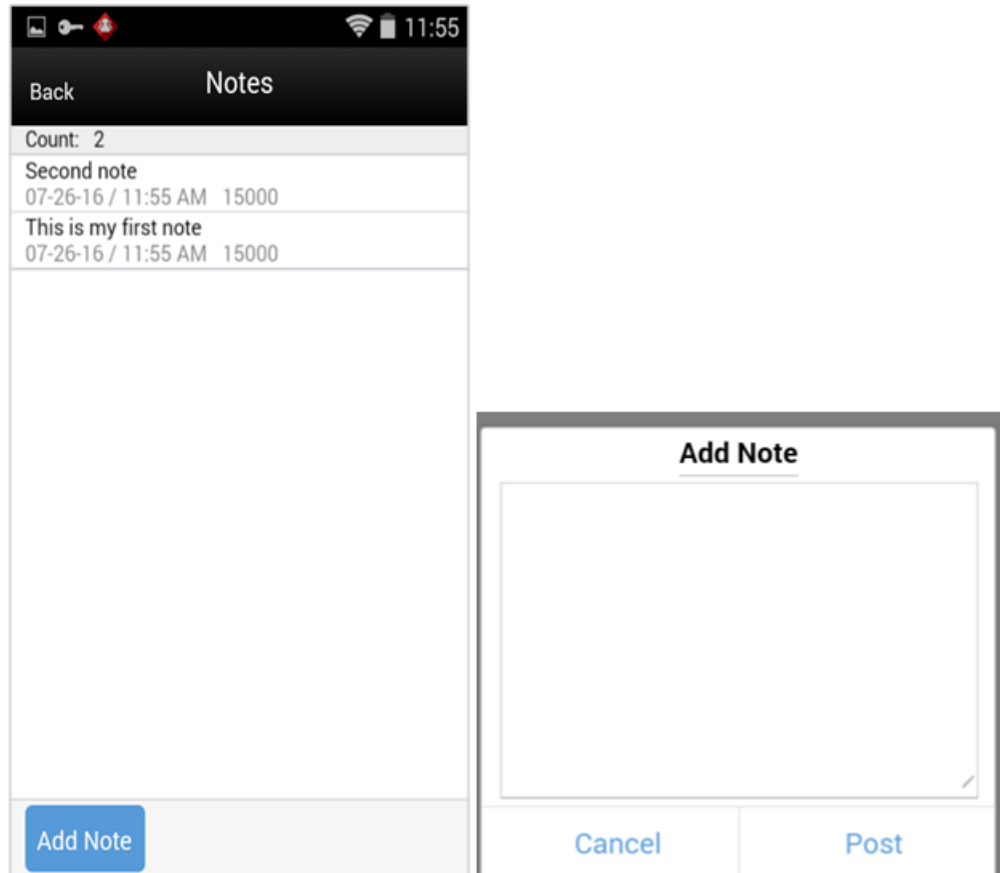 11:55
Back
Notes
Count: 2
Second note
07-26-16 / 11:55 AM 15000
This is my first note
07-26-16 / 11:55 AM 15000
Add Note
Add Note
Cancel
Post